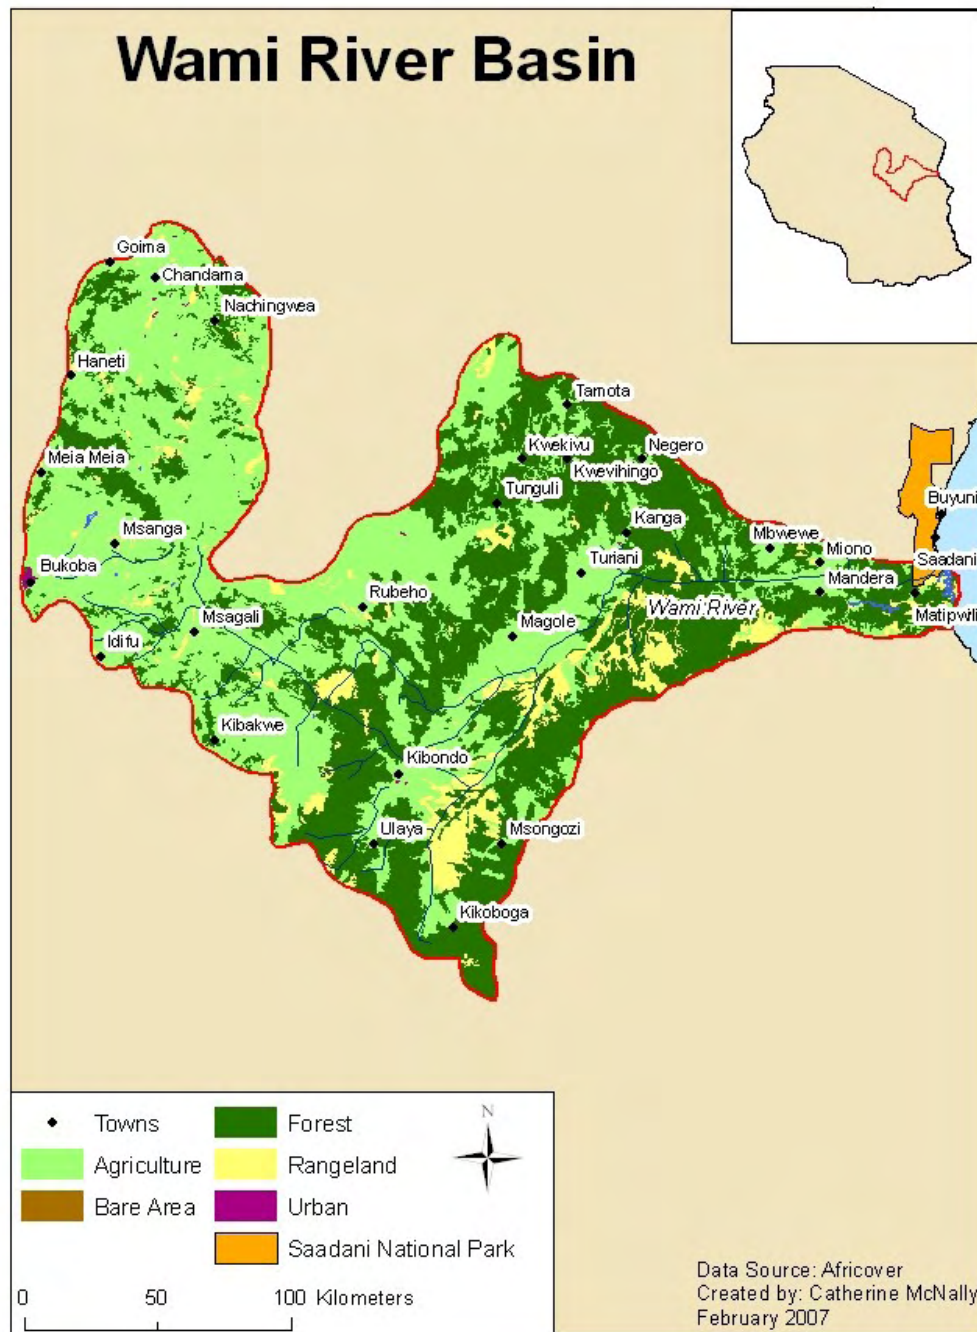 Wami River Basin
Goima
Chandama
Nachingwea
Haneti
Tamota
Kwekivu
Negero
Meia Meia
Kwevihingo
Tunguli
Buyuni
Msanga
Kanga
Mbwewe
Miono
Turiani
Saadani
Bukoba
Rubeho
Mandera
Msagali
Wami River
Magole
Matipwili
Idifu
Kibakwe
Kibondo
Ulaya
Msongozi
Kikoboga
N
Towns
Forest
Agriculture
Rangeland
Bare Area
Urban
Saadani National Park
0 50 100 Kilometers
Data Source: Africover
Created by: Catherine McNally
February 2007